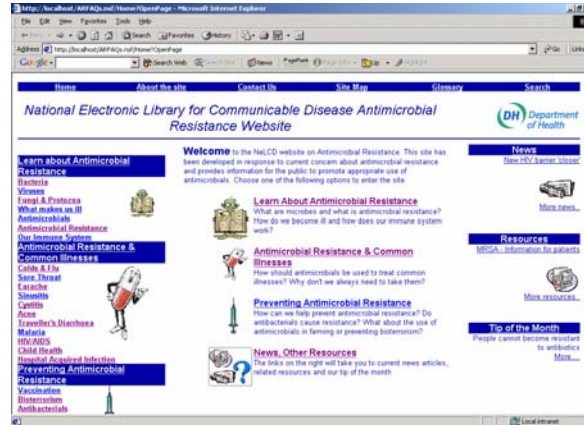 http://localhost/ARFAQs.nsf/Home?OpenPage - Microsoft Internet Explorer
File Edit View Favorites Tools Help
Back Search Favorites History
Address http://localhost/ARFAQs.nsf/Home?OpenPage Go Links
Google Search Web News
Home About the site Contact Us Site Map Glossary Search
National Electronic Library for Communicable Disease Antimicrobial
Resistance Website
DH Department
of Health
Learn about Antimicrobial
Resistance
Bacteria
Viruses
Fungi & Protozoa
What makes us ill
Antimicrobials
Antimicrobial Resistance
Our Immune System
Antimicrobial Resistance &
Common Illnesses
Colds & Flu
Sore Throat
Earache
Sinusitis
Cystitis
Acne
Traveller's Diarrhoea
Malaria
HIV/AIDS
Child Health
Hospital Acquired Infection
Preventing Antimicrobial
Resistance
Vaccination
Bioterrorism
Antibacterials
Welcome to the NeLCD website on Antimicrobial Resistance. This site has
been developed in response to current concern about antimicrobial resistance
and provides information for the public to promote appropriate use of
antimicrobials. Choose one of the following options to enter the site.
Learn about Antimicrobial Resistance
What are microbes and what is antimicrobial resistance?
How do we become ill and how does our immune system
work?
Antimicrobial Resistance & Common
Illnesses
How should antimicrobials be used to treat common
illnesses? Why don't we always need to take them?
Preventing Antimicrobial Resistance
How can we help prevent antimicrobial resistance? Do
antibacterials cause resistance? What about the use of
antimicrobials in farming or preventing bioterrorism?
News, Other Resources
The links on the right will take you to current news articles,
related resources and our tip of the month
News
New HIV barrier 'closer'
More news..
Resources
MRSA - Information for patients
More resources..
Tip of the Month
People cannot become resistant
to antibiotics
More....
Local intranet